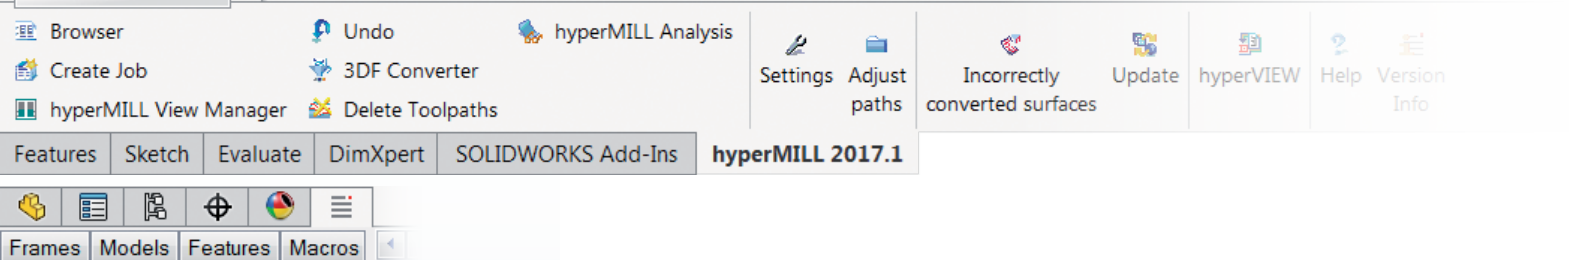 Browser
Undo
hyperMILL Analysis
Create Job
3DF Converter
hyperMILL View Manager
Delete Toolpaths
Settings
Adjust
paths
Incorrectly
converted surfaces
Update
hyperVIEW
Help
Version
Info
Features
Sketch
Evaluate
DimXpert
SOLIDWORKS Add-Ins
hyperMILL 2017.1
Frames
Models
Features
Macros